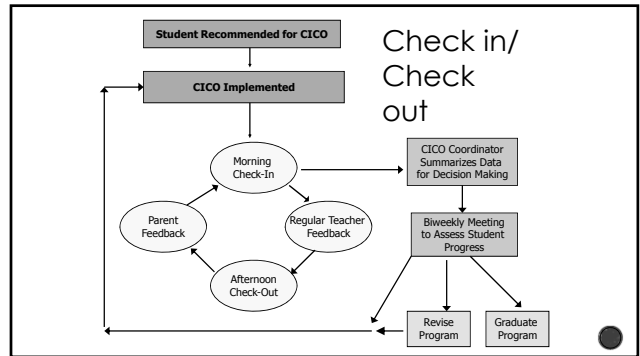 Student Recommended for CICO
CICO Implemented
Check in/
Check
out
Morning
Check-In
CICO Coordinator
Summarizes Data
for Decision Making
Parent
Feedback
Regular Teacher
Feedback
Afternoon
Check-Out
Biweekly Meeting
to Assess Student
Progress
Revise
Program
Graduate
Program